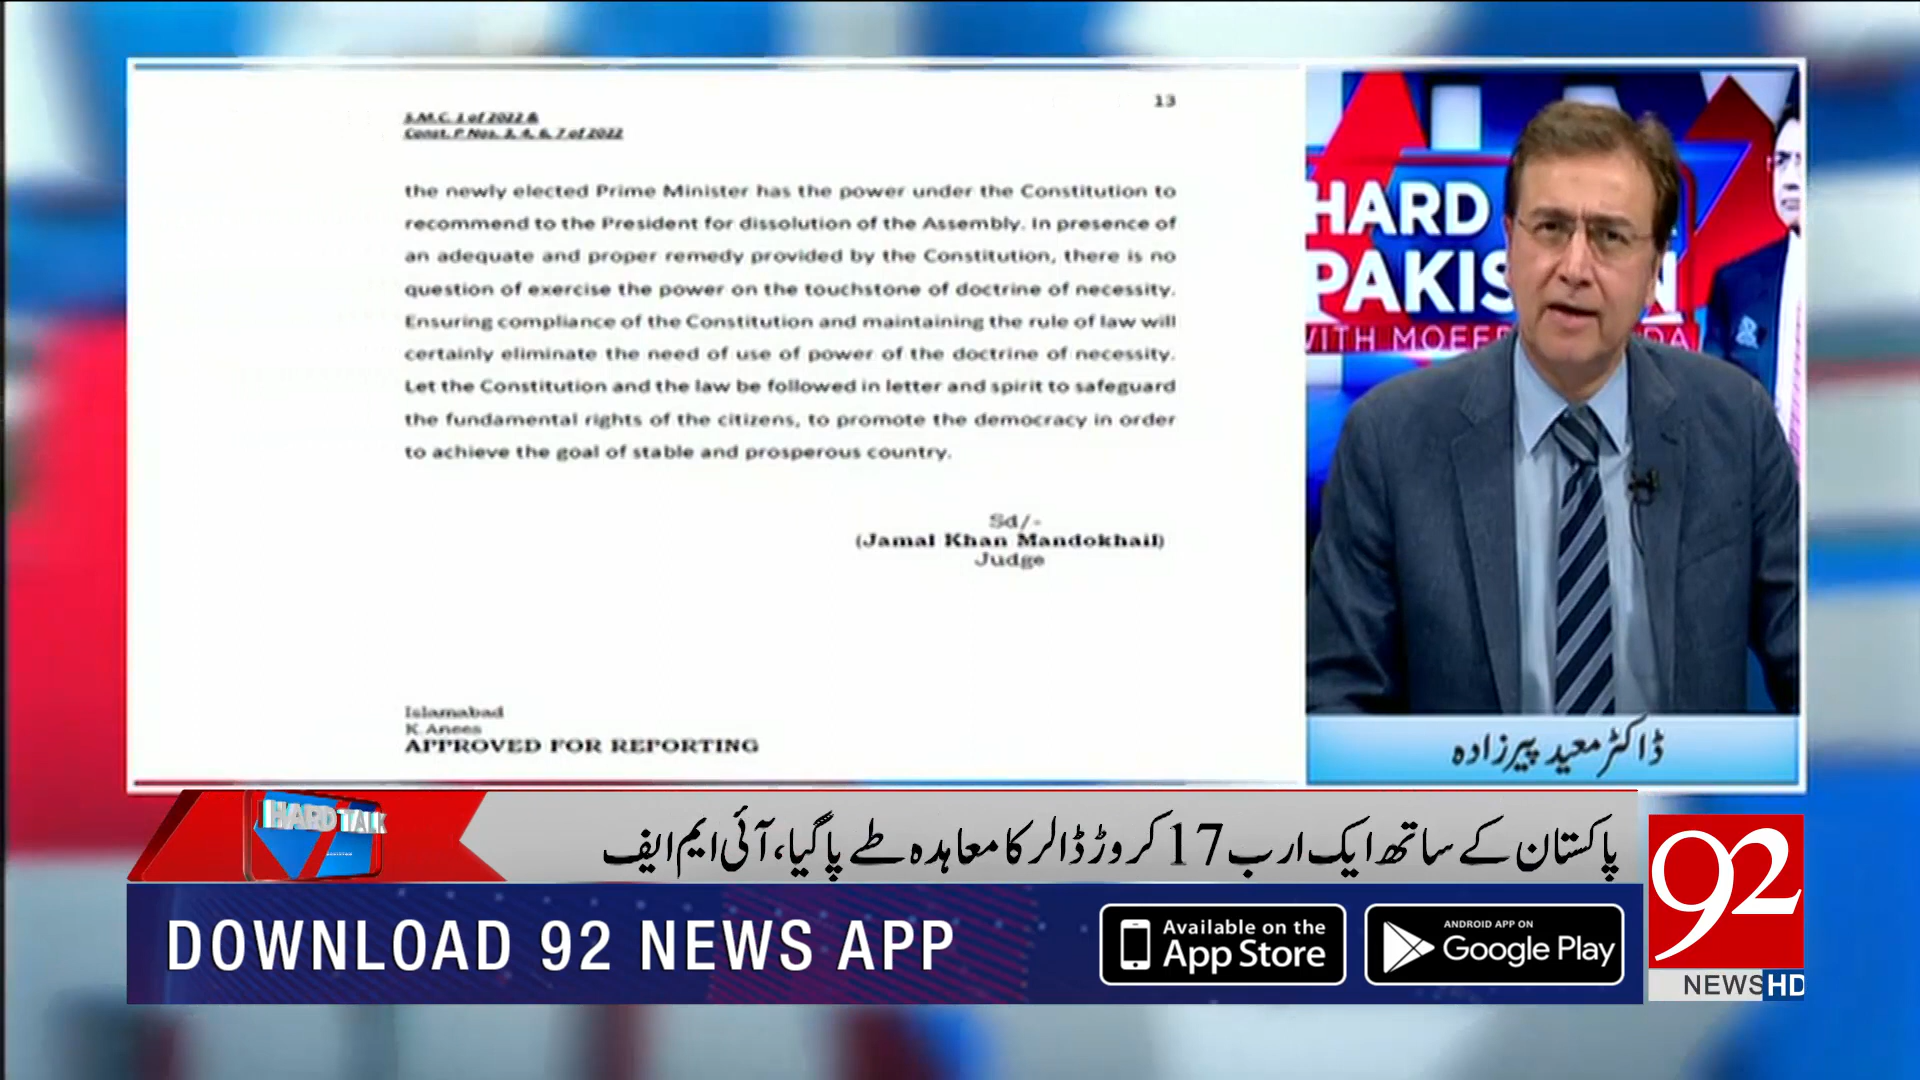 13
S.M.C. 1 of 2022 &
Const. P Nos. 3, 4, 6, 7 of 2022
the newly elected Prime Minister has the power under the Constitution to
recommend to the President for dissolution of the Assembly. In presence of
an adequate and proper remedy provided by the Constitution, there is no
question of exercise the power on the touchstone of doctrine of necessity.
Ensuring compliance of the Constitution and maintaining the rule of law will
certainly eliminate the need of use of power of the doctrine of necessity.
Let the Constitution and the law be followed in letter and spirit to safeguard
the fundamental rights of the citizens, to promote the democracy in order
to achieve the goal of stable and prosperous country.
Sd/-
(Jamal Khan Mandokhail)
Judge
Islamabad
K. Anees
APPROVED FOR REPORTING
HARD
PAKIS N
WITH MOEE DA
ڈاکٹر معید پیرزادہ
HARD TALK
پاکستان کے ساتھ ایک ارب 17 کروڑ ڈالر کا معاہدہ طے پا گیا، آئی ایم ایف
DOWNLOAD 92 NEWS APP
Available on the
App Store
ANDROID APP ON
Google Play
92
NEWS HD